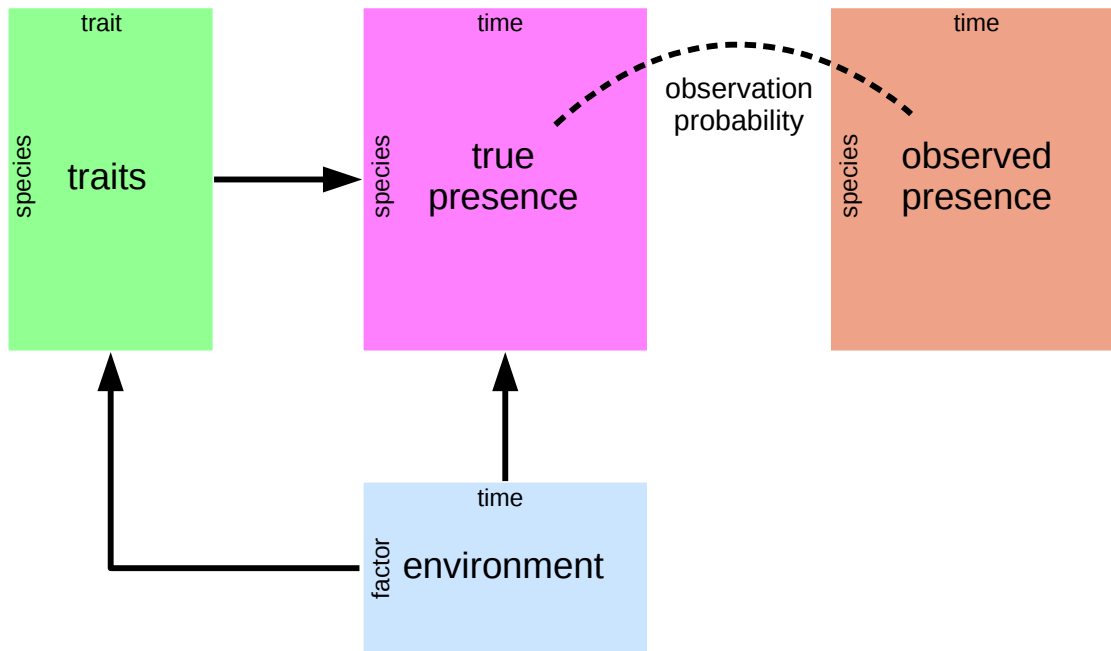 trait
species
traits
time
species
true
presence
observation
probability
time
species
observed
presence
time
factor
environment